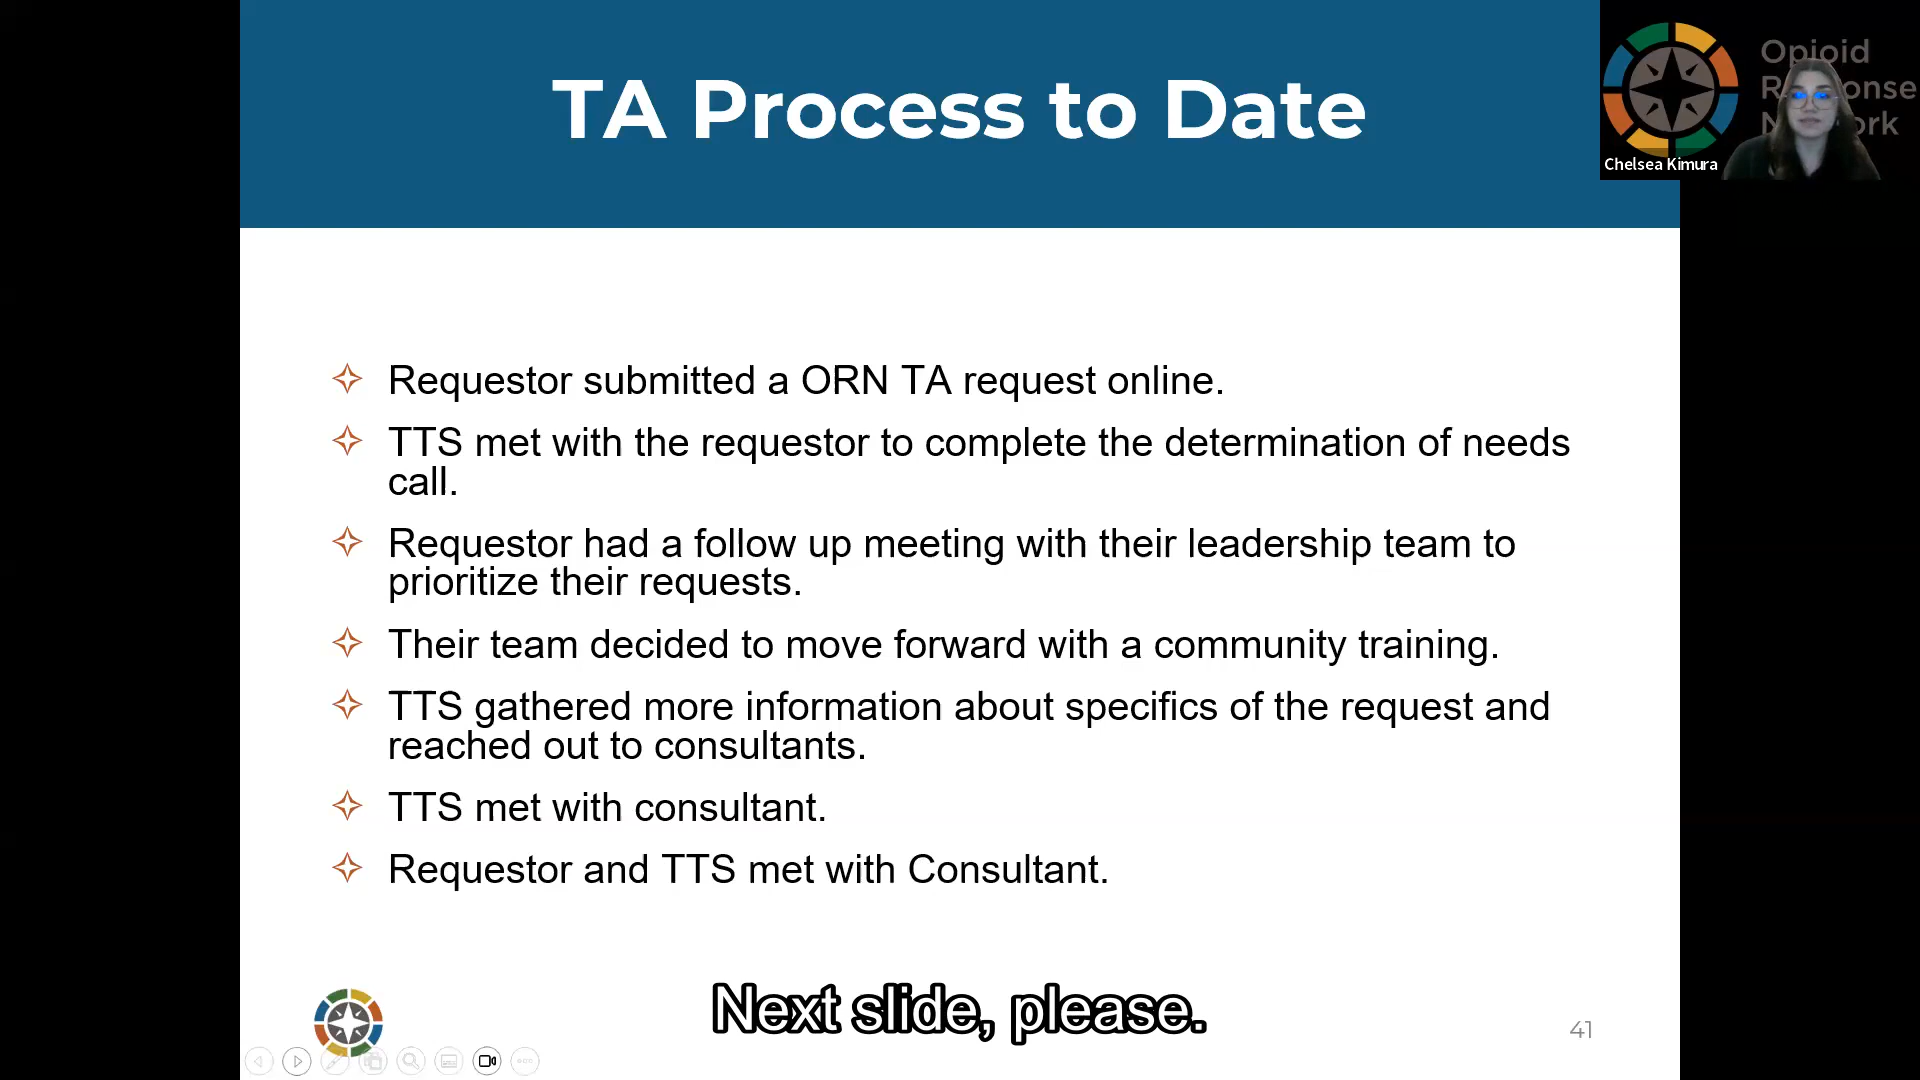 TA Process to Date
Opioid
Response
Network
Chelsea Kimura
Requestor submitted a ORN TA request online.
TTS met with the requestor to complete the determination of needs
call.
Requestor had a follow up meeting with their leadership team to
prioritize their requests.
Their team decided to move forward with a community training.
TTS gathered more information about specifics of the request and
reached out to consultants.
TTS met with consultant.
Requestor and TTS met with Consultant.
Next slide, please.
41